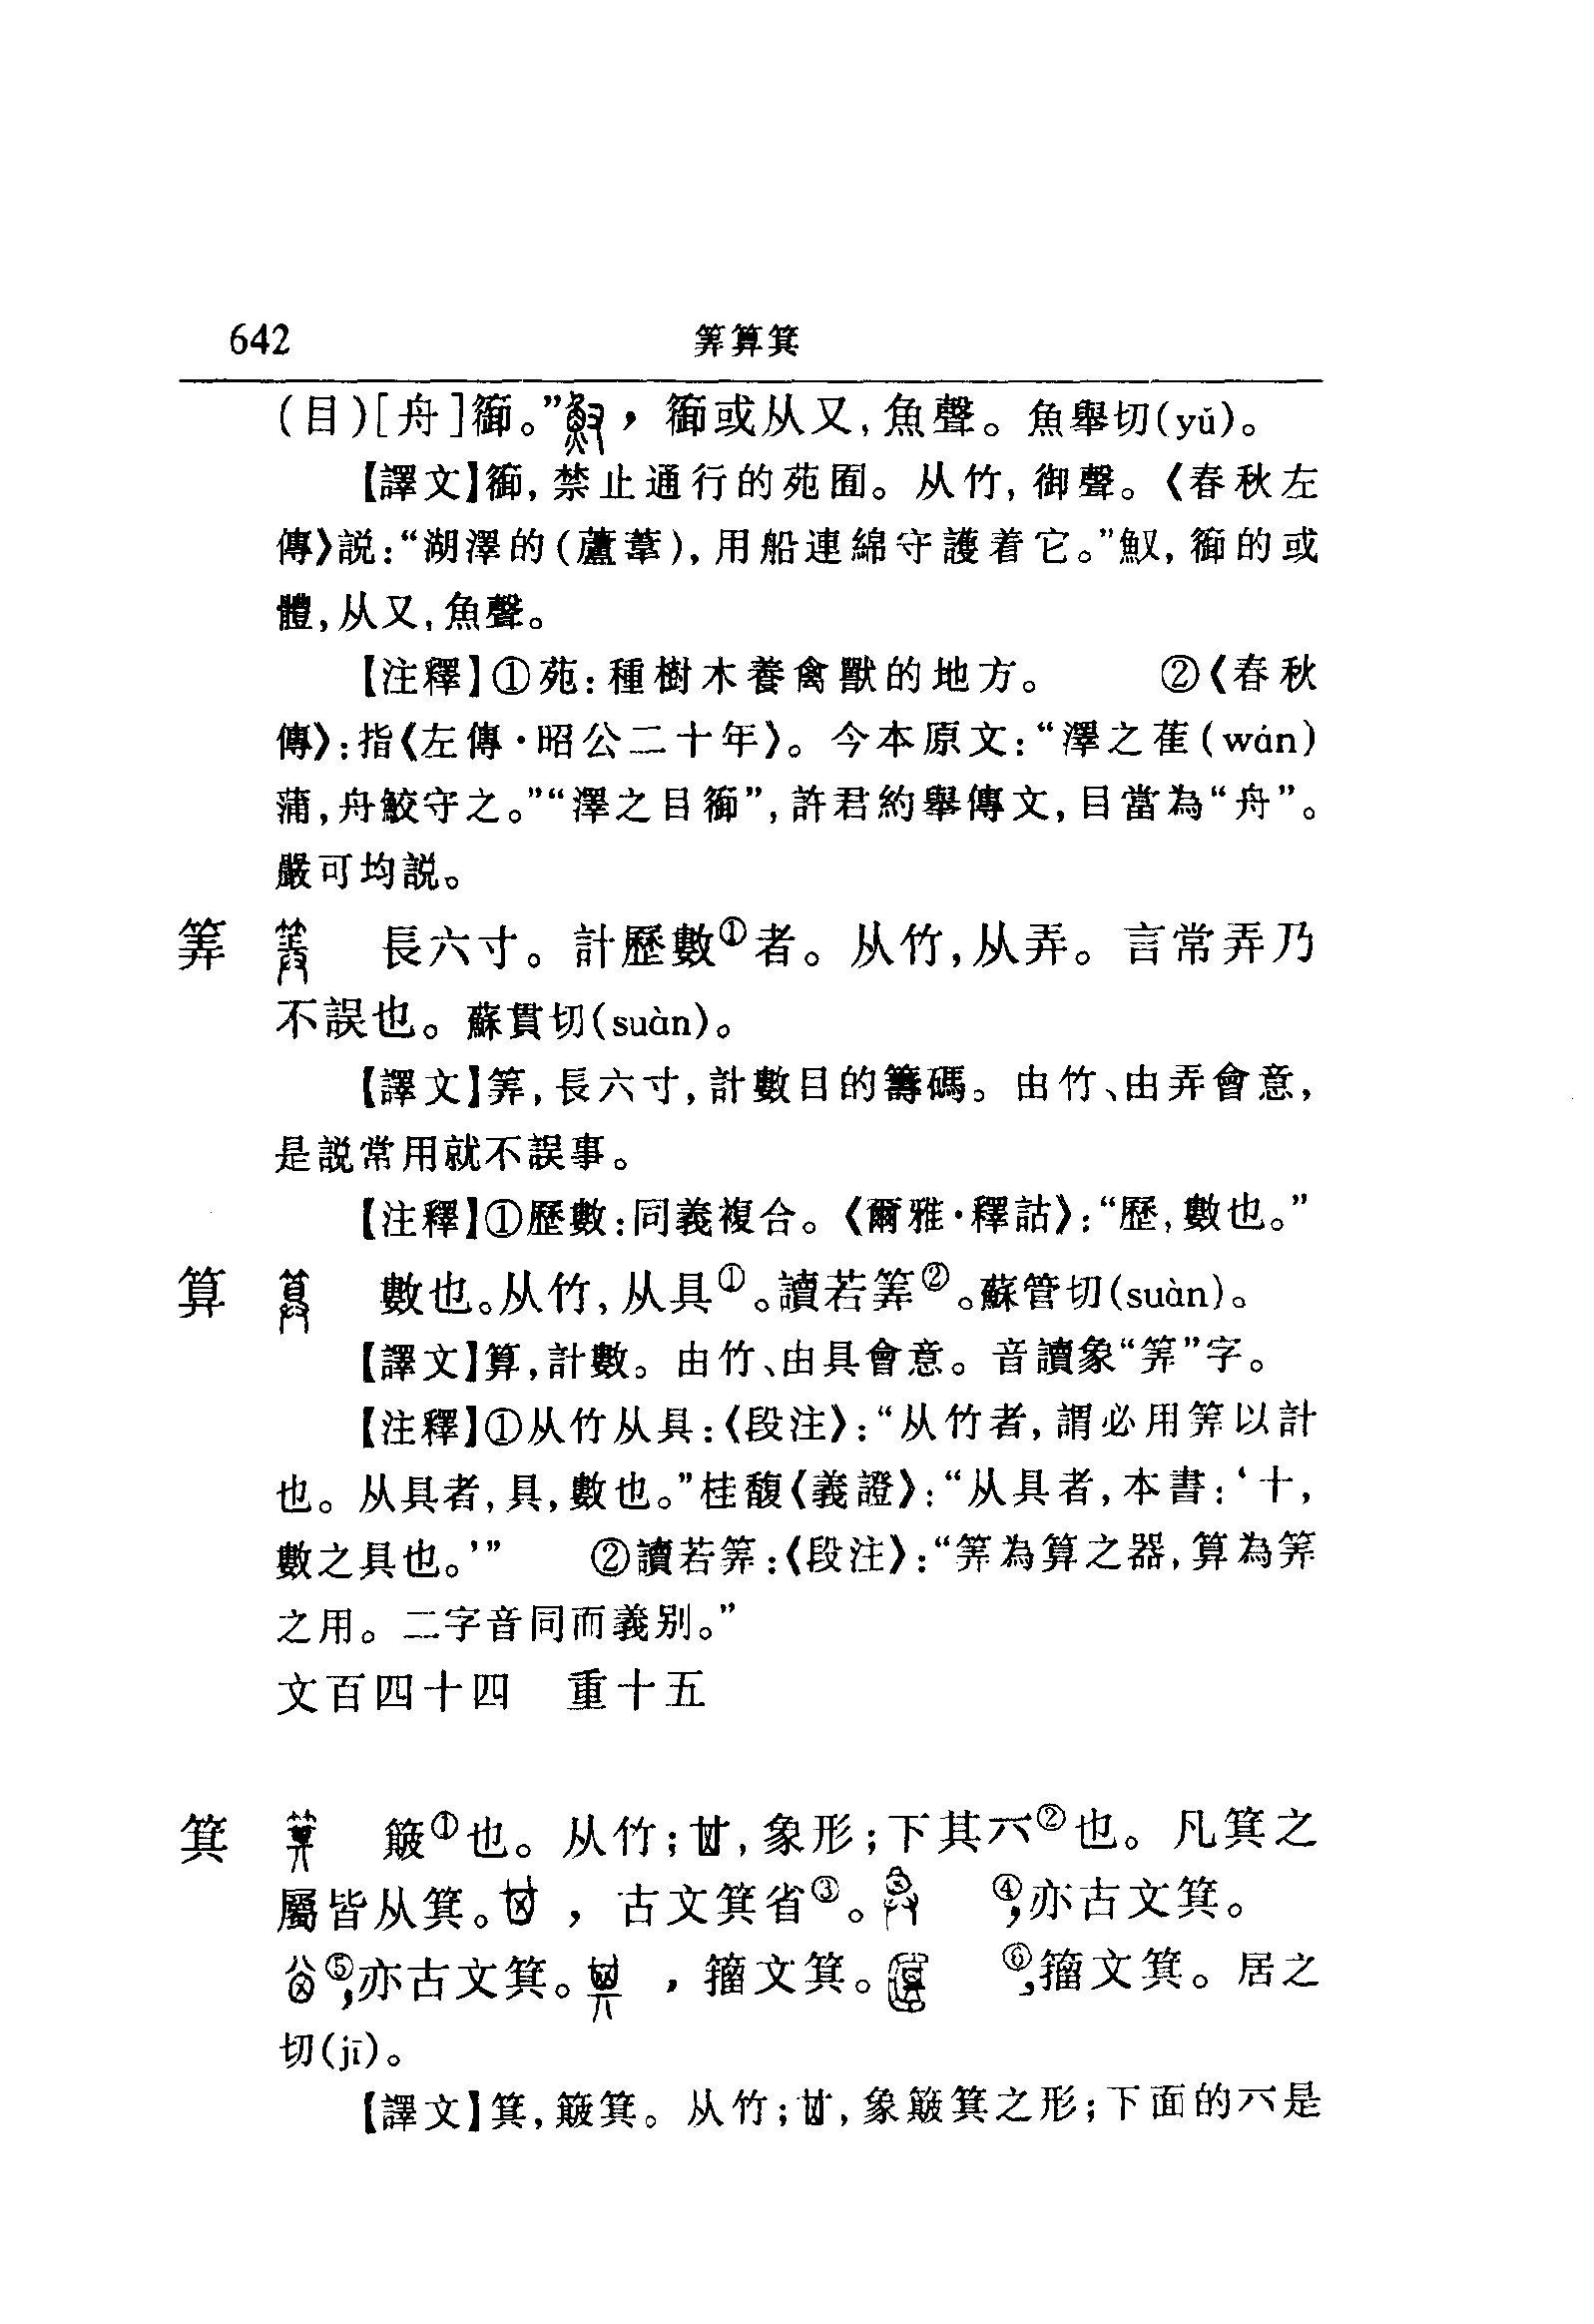 642 筭算箕
(目)[舟]篽。”𩵎，篽或从又，魚聲。魚舉切(yǔ)。
【譯文】篽，禁止通行的苑囿。从竹，御聲。《春秋左
傳》説：“湖澤的(蘆葦)，用船連綿守護着它。”𩵎，篽的或
體，从又，魚聲。
【注釋】①苑：種樹木養禽獸的地方。 ②《春秋
傳》：指《左傳·昭公二十年》。今本原文：“澤之萑(wán)
蒲，舟鮫守之。”“澤之目篽”，許君約舉傳文，目當為“舟”。
嚴可均説。
筭 長六寸。計歷數①者。从竹，从弄。言常弄乃
不誤也。蘇貫切(suàn)。
【譯文】筭，長六寸，計數目的籌碼。由竹、由弄會意，
是説常用就不誤事。
【注釋】①歷數：同義複合。《爾雅·釋詁》：“歷，數也。”
算 數也。从竹，从具①。讀若筭②。蘇管切(suàn)。
【譯文】算，計數。由竹、由具會意。音讀象“筭”字。
【注釋】①从竹从具：《段注》：“从竹者，謂必用筭以計
也。从具者，具，數也。”桂馥《義證》：“从具者，本書：‘十，
數之具也。’” ②讀若筭：《段注》：“筭為算之器，算為筭
之用。二字音同而義别。”
文百四十四 重十五
箕 簸①也。从竹；𠀠，象形；下其丌②也。凡箕之
屬皆从箕。，古文箕省③。 ④，亦古文箕。
⑤，亦古文箕。，籀文箕。 ⑥，籀文箕。居之
切(jī)。
【譯文】箕，簸箕。从竹；𠀠，象簸箕之形；下面的丌是